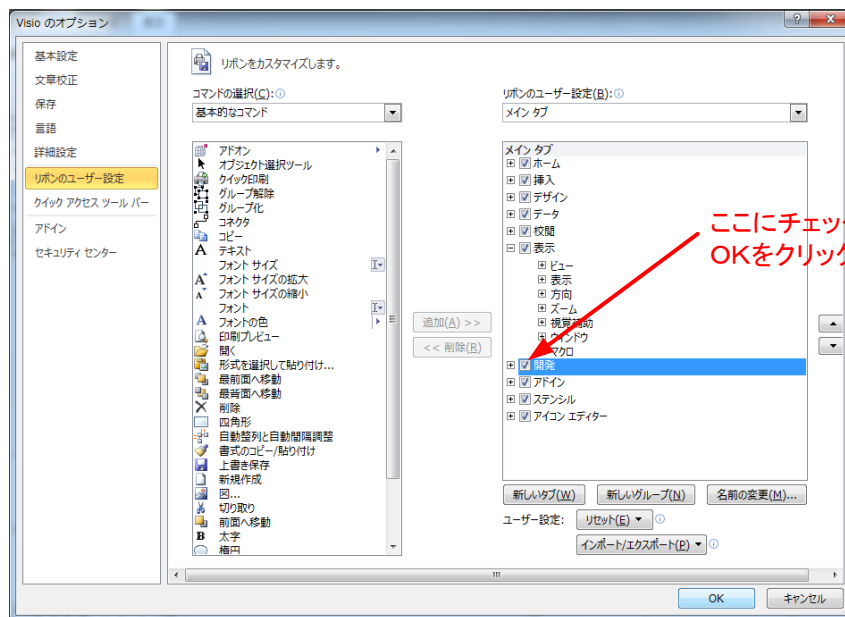 Visio のオプション
基本設定
文章校正
保存
言語
詳細設定
リボンのユーザー設定
クイック アクセス ツール バー
アドイン
セキュリティ センター
リボンをカスタマイズします。
コマンドの選択(C):
基本的なコマンド
アドオン
オブジェクト選択ツール
クイック印刷
グループ解除
グループ化
コネクタ
コピー
テキスト
フォント サイズ
フォント サイズの拡大
フォント サイズの縮小
フォント
フォントの色
印刷プレビュー
開く
形式を選択して貼り付け...
最前面へ移動
最背面へ移動
削除
四角形
自動整列と自動間隔調整
書式のコピー/貼り付け
上書き保存
新規作成
図...
切り取り
前面へ移動
太字
楕円
追加(A) >>
<< 削除(R)
リボンのユーザー設定(B):
メイン タブ
メイン タブ
ホーム
挿入
デザイン
データ
校閲
表示
ビュー
表示
方向
ズーム
視覚補助
ウィンドウ
マクロ
開発
アドイン
ステンシル
アイコン エディター
ここにチェック
OKをクリック
新しいタブ(W)
新しいグループ(N)
名前の変更(M)...
ユーザー設定:
リセット(E)
インポート/エクスポート(P)
OK
キャンセル